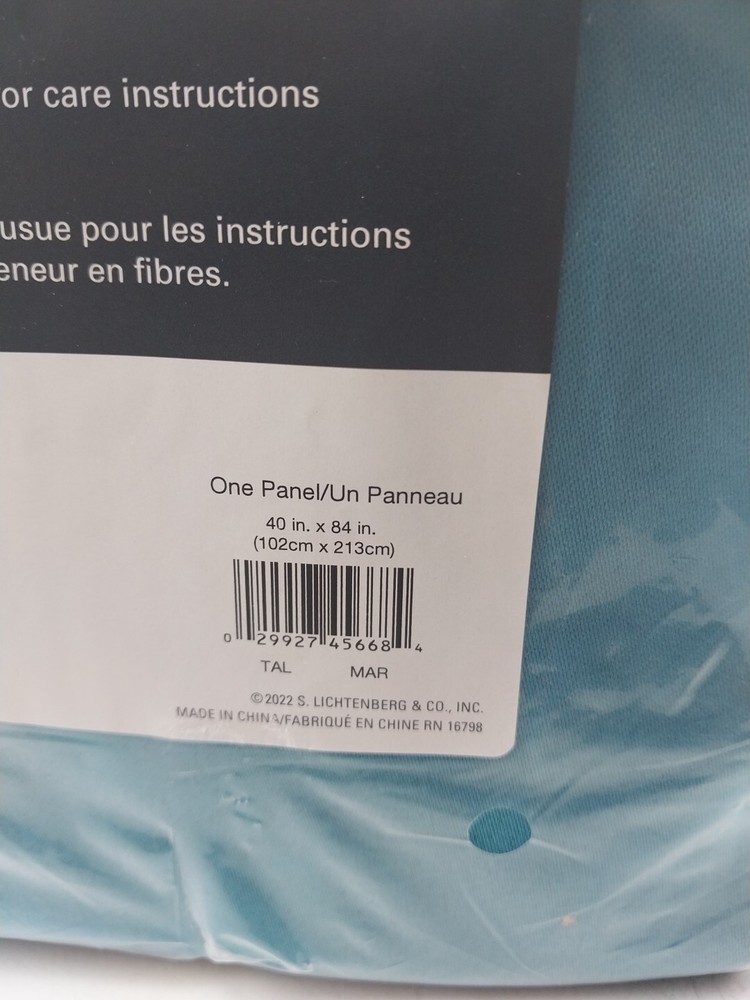 or care instructions
usue pour les instructions
eneur en fibres.
One Panel/Un Panneau
40 in. x 84 in.
(102cm x 213cm)
0 29927 45668 4
TAL MAR
©2022 S. LICHTENBERG & CO., INC.
MADE IN CHINA/FABRIQUÉ EN CHINE RN 16798